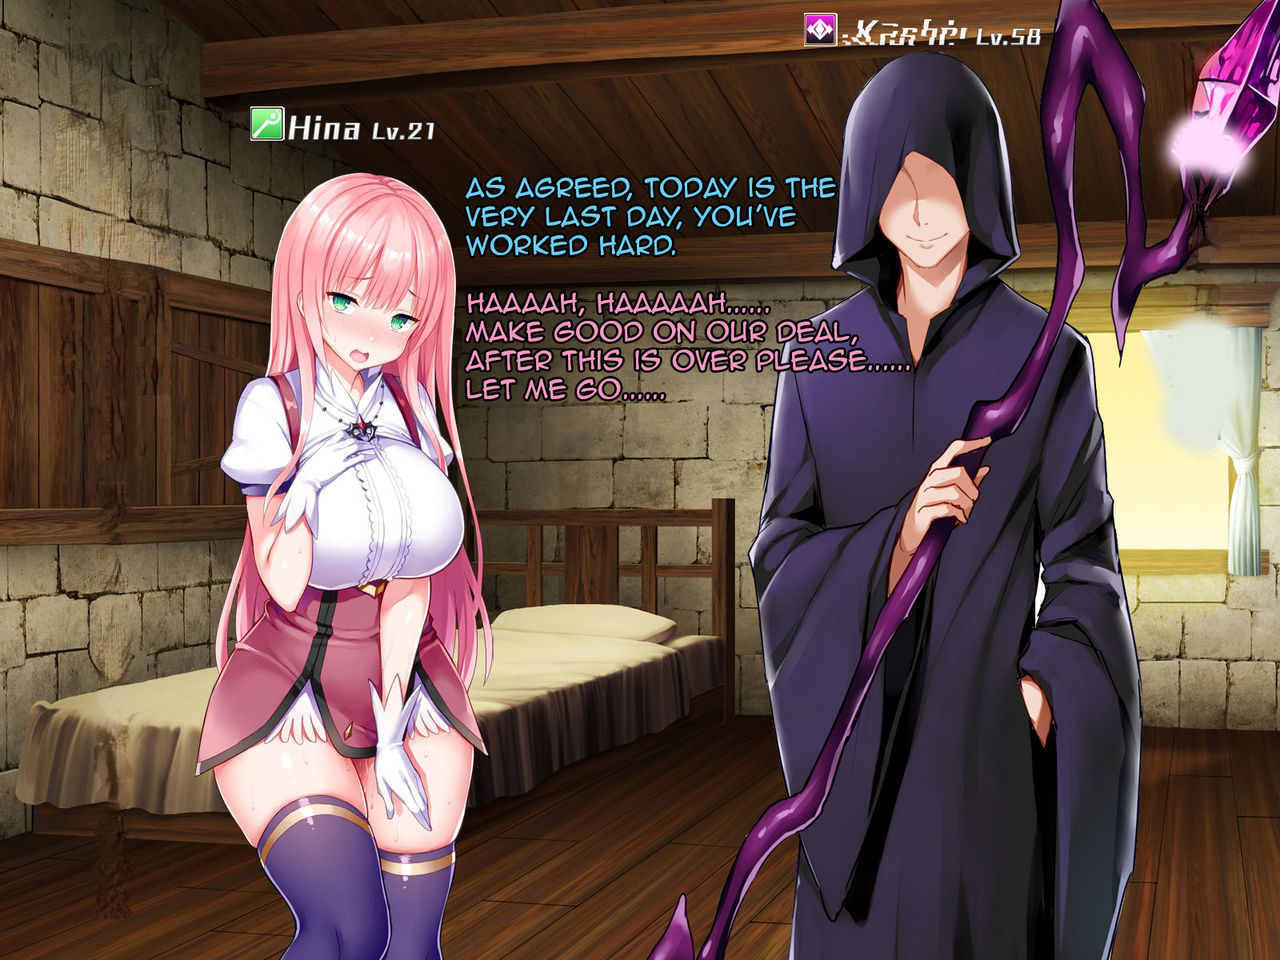 Lv.58
Hina Lv.21
AS AGREED, TODAY IS THE
VERY LAST DAY, YOU'VE
WORKED HARD.
HAAAAH, HAAAAAH......
MAKE GOOD ON OUR DEAL,
AFTER THIS IS OVER PLEASE......
LET ME GO......